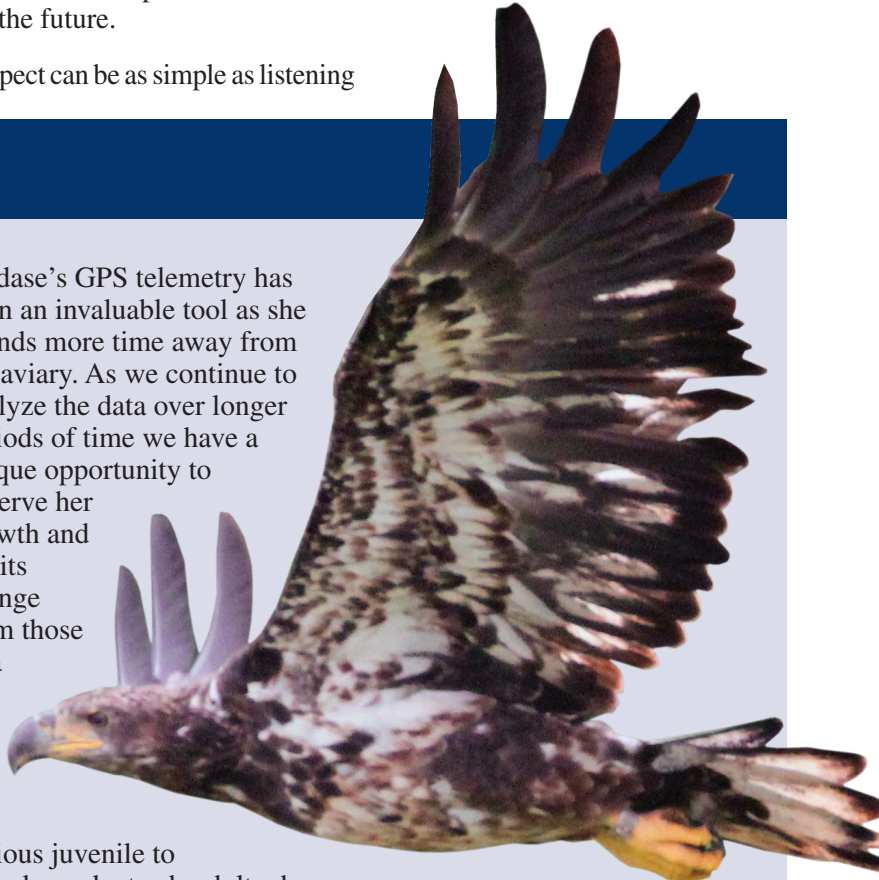 the future.
pect can be as simple as listening
dase’s GPS telemetry has
n an invaluable tool as she
nds more time away from
aviary. As we continue to
lyze the data over longer
iods of time we have a
que opportunity to
erve her
wth and
its
nge
m those
ious juvenile to